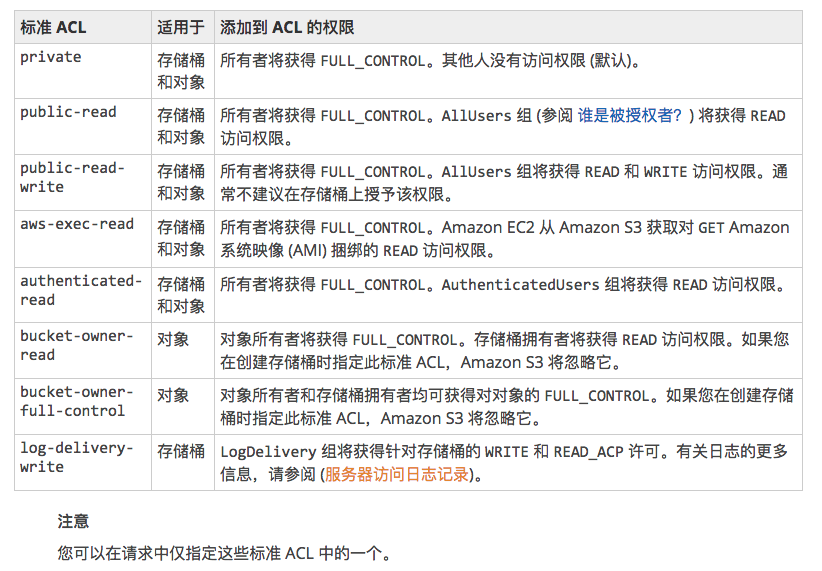 标准 ACL 适用于 添加到 ACL 的权限
private 存储桶 所有者将获得 FULL_CONTROL。其他人没有访问权限 (默认)。
和对象
public-read 存储桶 所有者将获得 FULL_CONTROL。AllUsers 组 (参阅 谁是被授权者？) 将获得 READ
和对象 访问权限。
public-read- 存储桶 所有者将获得 FULL_CONTROL。AllUsers 组将获得 READ 和 WRITE 访问权限。通
write 和对象 常不建议在存储桶上授予该权限。
aws-exec-read 存储桶 所有者将获得 FULL_CONTROL。Amazon EC2 从 Amazon S3 获取对 GET Amazon
和对象 系统映像 (AMI) 捆绑的 READ 访问权限。
authenticated- 存储桶 所有者将获得 FULL_CONTROL。AuthenticatedUsers 组将获得 READ 访问权限。
read 和对象
bucket-owner- 对象 对象所有者将获得 FULL_CONTROL。存储桶拥有者将获得 READ 访问权限。如果您
read 在创建存储桶时指定此标准 ACL，Amazon S3 将忽略它。
bucket-owner- 对象 对象所有者和存储桶拥有者均可获得对对象的 FULL_CONTROL。如果您在创建存储
full-control 桶时指定此标准 ACL，Amazon S3 将忽略它。
log-delivery- 存储桶 LogDelivery 组将获得针对存储桶的 WRITE 和 READ_ACP 许可。有关日志的更多
write 信息，请参阅 (服务器访问日志记录)。
注意
您可以在请求中仅指定这些标准 ACL 中的一个。